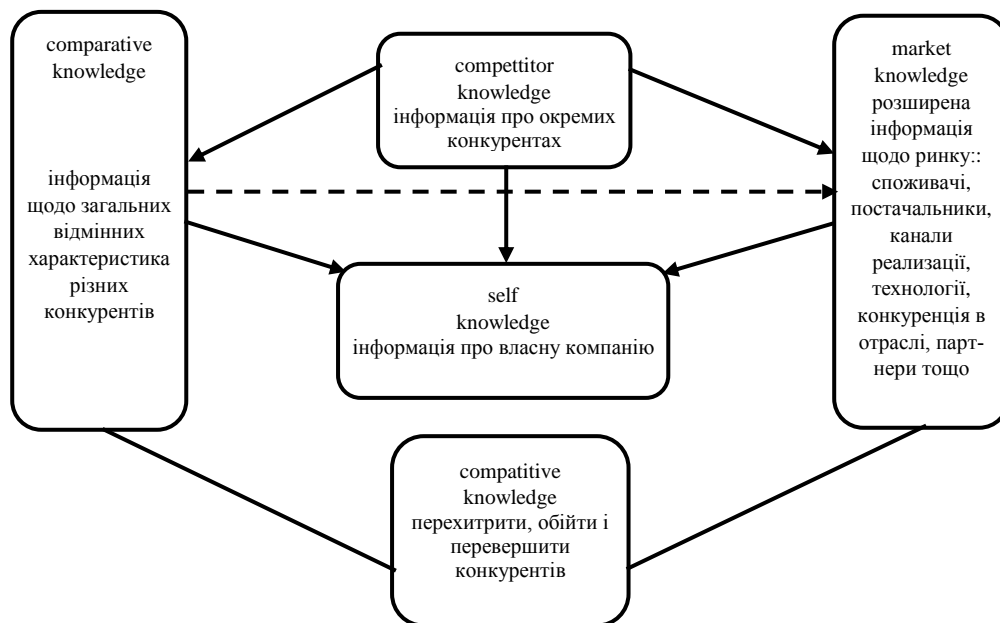 comparative
knowledge
інформація
щодо загальних
відмінних
характеристика
різних
конкурентів
compettitor
knowledge
інформація про окремих
конкурентах
market
knowledge
розширена
інформація
щодо ринку::
споживачі,
постачальники,
канали
реализації,
технології,
конкуренція в
отраслі, парт-
нери тощо
self
knowledge
інформація про власну компанію
compatitive
knowledge
перехитрити, обійти і
перевершити
конкурентів